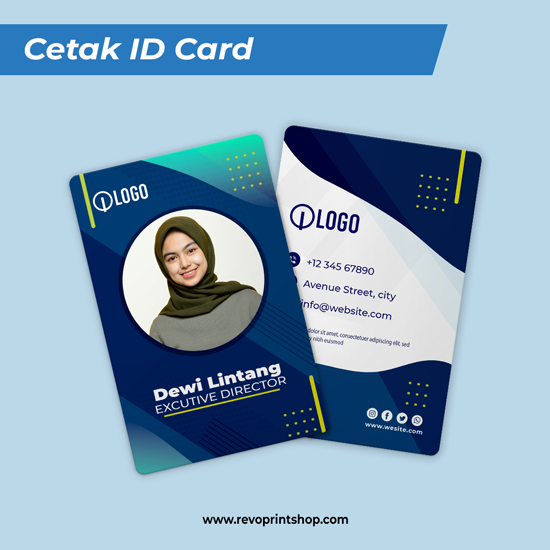 Cetak ID Card
LOGO
Dewi Lintang
EXCUTIVE DIRECTOR
LOGO
+12 345 67890
Avenue Street, city
info@website.com
dolor sit amet, consectetuer adipiscing elit, sed
nibh euismod
www.wesite.com
www.revoprintshop.com